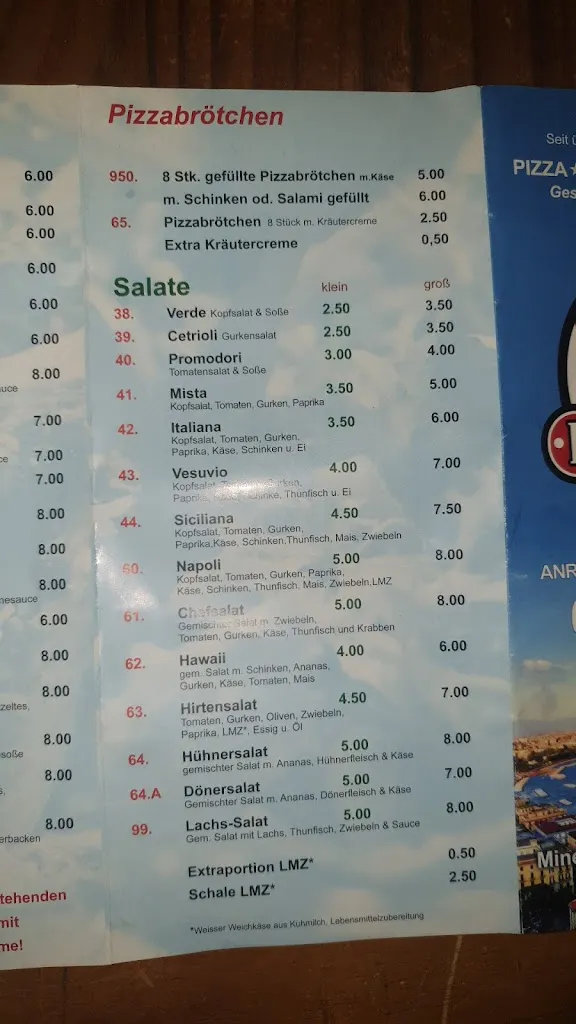 6.00
6.00
6.00
6.00
6.00
6.00
8.00
7.00
7.00
7.00
8.00
8.00
8.00
6.00
8.00
8.00
8.00
8.00
8.00
Pizzabrötchen
950. 8 Stk. gefüllte Pizzabrötchen m.Käse 5.00
m. Schinken od. Salami gefüllt 6.00
65. Pizzabrötchen 8 Stück m. Kräutercreme 2.50
Extra Kräutercreme 0,50
Salate klein groß
38. Verde Kopfsalat & Soße 2.50 3.50
39. Cetrioli Gurkensalat 2.50 3.50
40. Promodori 3.00 4.00
Tomatensalat & Soße
41. Mista 3.50 5.00
Kopfsalat, Tomaten, Gurken, Paprika
42. Italiana 3.50 6.00
Kopfsalat, Tomaten, Gurken,
Paprika, Käse, Schinken u. Ei
43. Vesuvio 4.00 7.00
Kopfsalat, Gurken,
Paprika, Thunfisch u. Ei
44. Siciliana 4.50 7.50
Kopfsalat, Tomaten, Gurken,
Paprika,Käse, Schinken,Thunfisch, Mais, Zwiebeln
60. Napoli 5.00 8.00
Kopfsalat, Tomaten, Gurken, Paprika,
Käse, Schinken, Thunfisch, Mais, Zwiebeln,LMZ
61. Chefsalat 5.00 8.00
Gemischter Salat m. Zwiebeln,
Tomaten, Gurken, Käse, Thunfisch und Krabben
62. Hawaii 4.00 6.00
gem. Salat m. Schinken, Ananas,
Gurken, Käse, Tomaten, Mais
63. Hirtensalat 4.50 7.00
Tomaten, Gurken, Oliven, Zwiebeln,
Paprika, LMZ*, Essig u. Öl
64. Hühnersalat 5.00 8.00
gemischter Salat m. Ananas, Hühnerfleisch & Käse
64.A Dönersalat 5.00 7.00
Gemischter Salat m. Ananas, Dönerfleisch & Käse
99. Lachs-Salat 5.00 8.00
Gem. Salat mit Lachs, Thunfisch, Zwiebeln & Sauce
Extraportion LMZ* 0.50
Schale LMZ* 2.50
*Weisser Weichkäse aus Kuhmilch, Lebensmittelzubereitung
mit
Seit
PIZZA